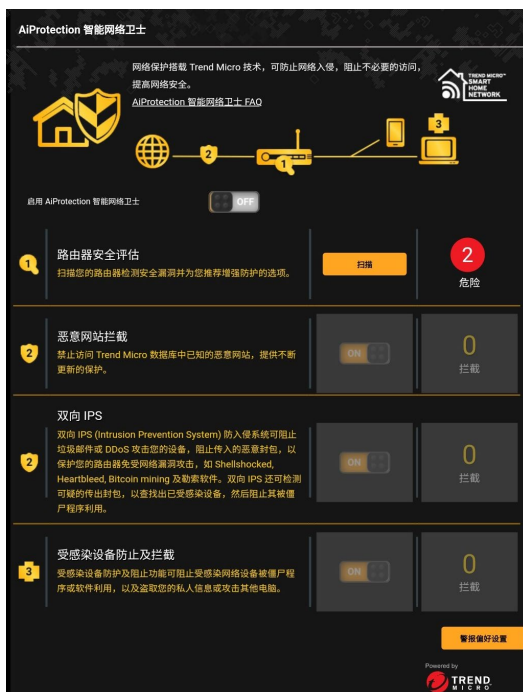 AiProtection 智能网络卫士
网络保护搭载 Trend Micro 技术，可防止网络入侵，阻止不必要的访问，
提高网络安全。
AiProtection 智能网络卫士 FAQ
TREND MICRO™
SMART
HOME
NETWORK
3
2
1
启用 AiProtection 智能网络卫士
OFF
1
路由器安全评估
扫描您的路由器检测安全漏洞并为您推荐增强防护的选项。
扫描
2
危险
2
恶意网站拦截
禁止访问 Trend Micro 数据库中已知的恶意网站，提供不断
更新的保护。
ON
0
拦截
2
双向 IPS
双向 IPS (Intrusion Prevention System) 防入侵系统可阻止
垃圾邮件或 DDoS 攻击您的设备，阻止传入的恶意封包，以
保护您的路由器免受网络漏洞攻击，如 Shellshocked,
Heartbleed, Bitcoin mining 及勒索软件。双向 IPS 还可检测
可疑的传出封包，以查找出已受感染设备，然后阻止其被僵
尸程序利用。
ON
0
拦截
3
受感染设备防止及拦截
受感染设备防护及阻止功能可阻止受感染网络设备被僵尸程
序或软件利用，以及盗取您的私人信息或攻击其他电脑。
ON
0
拦截
警报偏好设置
Powered by
TREND
MICRO